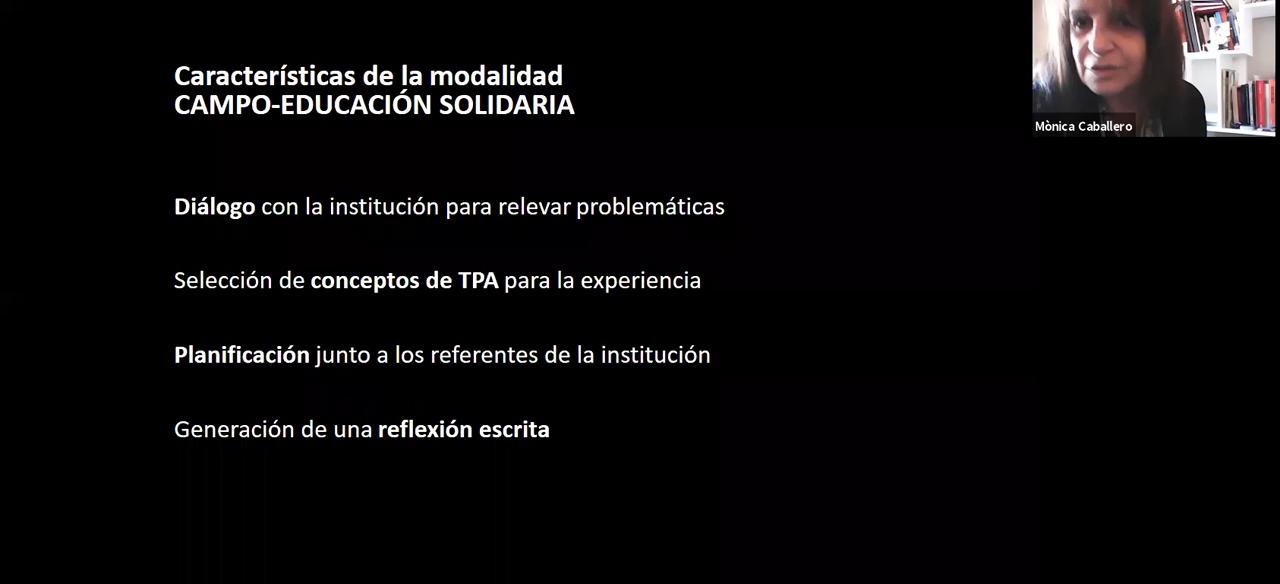 Características de la modalidad
CAMPO-EDUCACIÓN SOLIDARIA
Diálogo con la institución para relevar problemáticas
Selección de conceptos de TPA para la experiencia
Planificación junto a los referentes de la institución
Generación de una reflexión escrita
Mònica Caballero